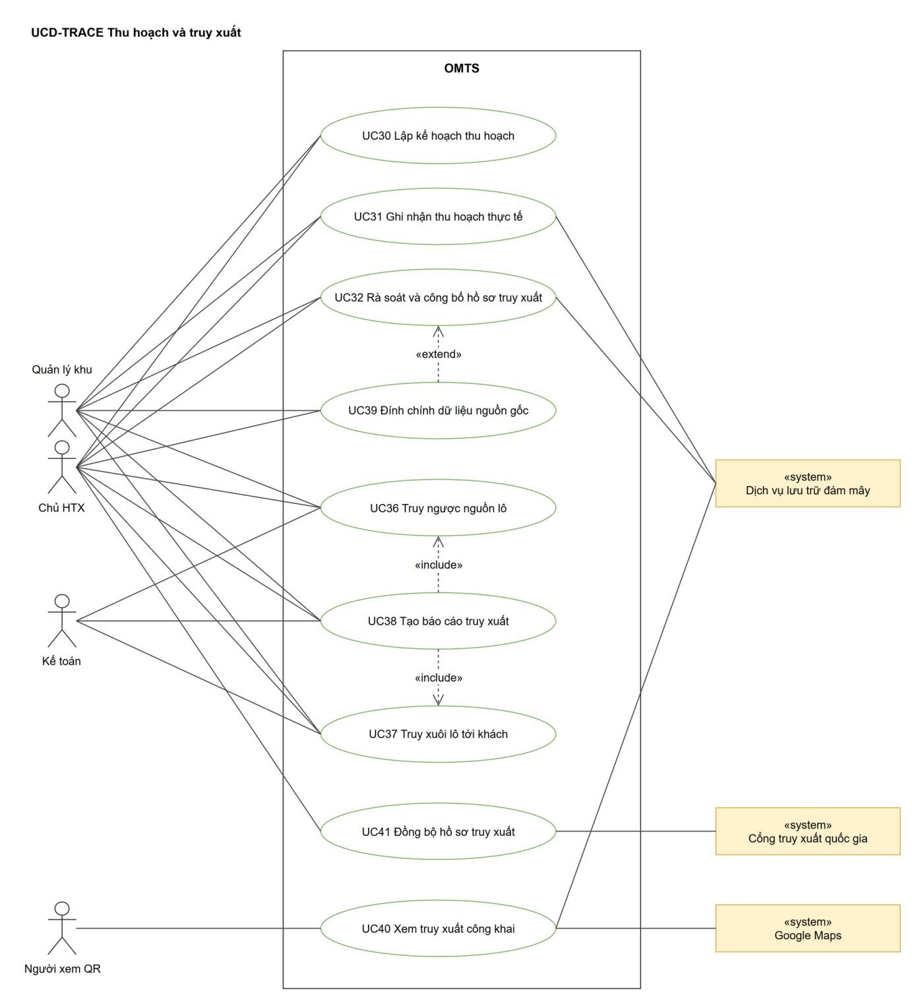 UCD-TRACE Thu hoạch và truy xuất
OMTS
UC30 Lập kế hoạch thu hoạch
UC31 Ghi nhận thu hoạch thực tế
UC32 Rà soát và công bố hồ sơ truy xuất
«extend»
Quản lý khu
UC39 Đính chính dữ liệu nguồn gốc
«system»
Dịch vụ lưu trữ đám mây
Chủ HTX
UC36 Truy ngược nguồn lô
«include»
UC38 Tạo báo cáo truy xuất
Kế toán
«include»
UC37 Truy xuôi lô tới khách
UC41 Đồng bộ hồ sơ truy xuất
«system»
Cổng truy xuất quốc gia
UC40 Xem truy xuất công khai
«system»
Google Maps
Người xem QR